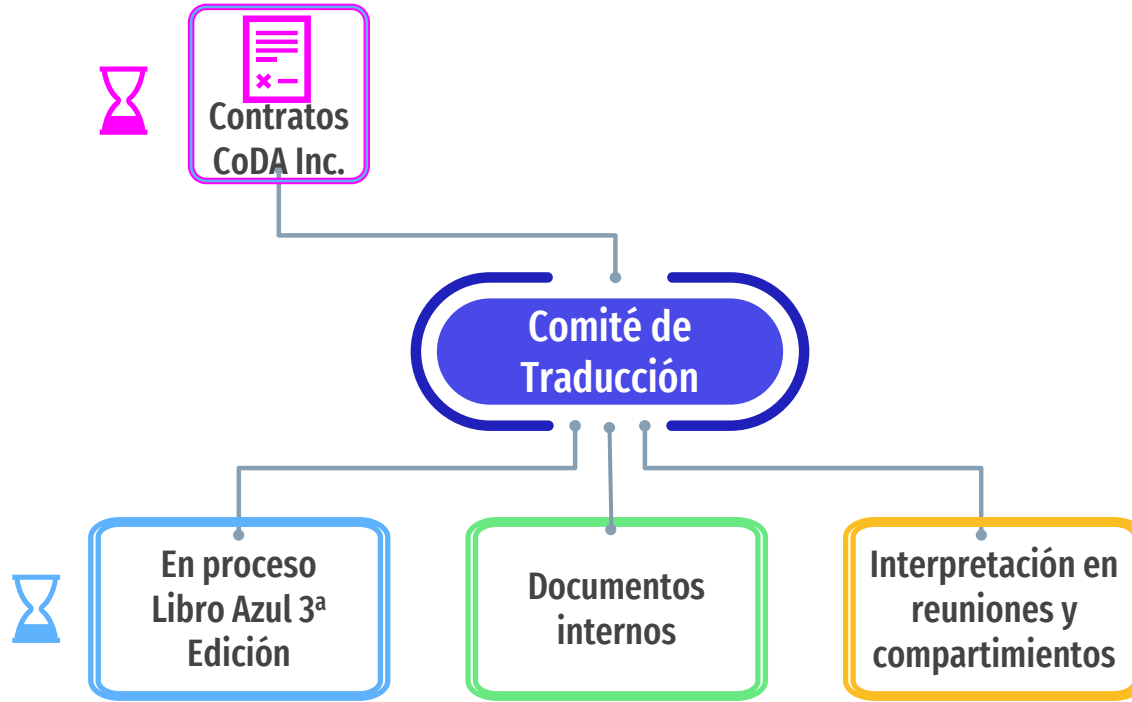 Contratos
CoDA Inc.
Comité de
Traducción
En proceso
Libro Azul 3ª
Edición
Documentos
internos
Interpretación en
reuniones y
compartimientos